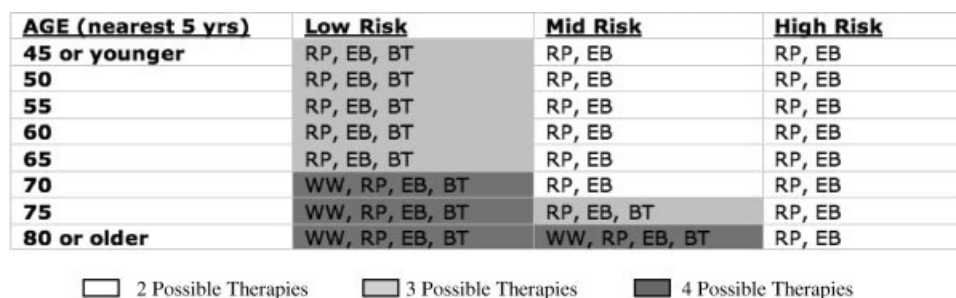 AGE (nearest 5 yrs) Low Risk Mid Risk High Risk
45 or younger RP, EB, BT RP, EB RP, EB
50 RP, EB, BT RP, EB RP, EB
55 RP, EB, BT RP, EB RP, EB
60 RP, EB, BT RP, EB RP, EB
65 RP, EB, BT RP, EB RP, EB
70 WW, RP, EB, BT RP, EB RP, EB
75 WW, RP, EB, BT RP, EB, BT RP, EB
80 or older WW, RP, EB, BT WW, RP, EB, BT RP, EB
2 Possible Therapies 3 Possible Therapies 4 Possible Therapies